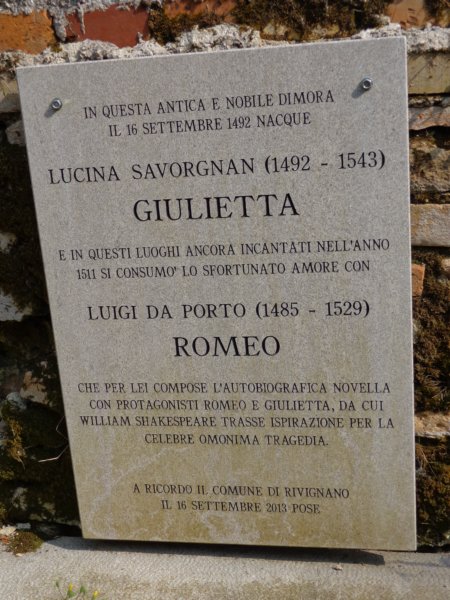 IN QUESTA ANTICA E NOBILE DIMORA
IL 16 SETTEMBRE 1492 NACQUE
LUCINA SAVORGNAN (1492 - 1543)
GIULIETTA
E IN QUESTI LUOGHI ANCORA INCANTATI NELL'ANNO
1511 SI CONSUMO' LO SFORTUNATO AMORE CON
LUIGI DA PORTO (1485 - 1529)
ROMEO
CHE PER LEI COMPOSE L'AUTOBIOGRAFICA NOVELLA
CON PROTAGONISTI ROMEO E GIULIETTA, DA CUI
WILLIAM SHAKESPEARE TRASSE ISPIRAZIONE PER LA
CELEBRE OMONIMA TRAGEDIA.
A RICORDO IL COMUNE DI RIVIGNANO
IL 16 SETTEMBRE 2013 POSE